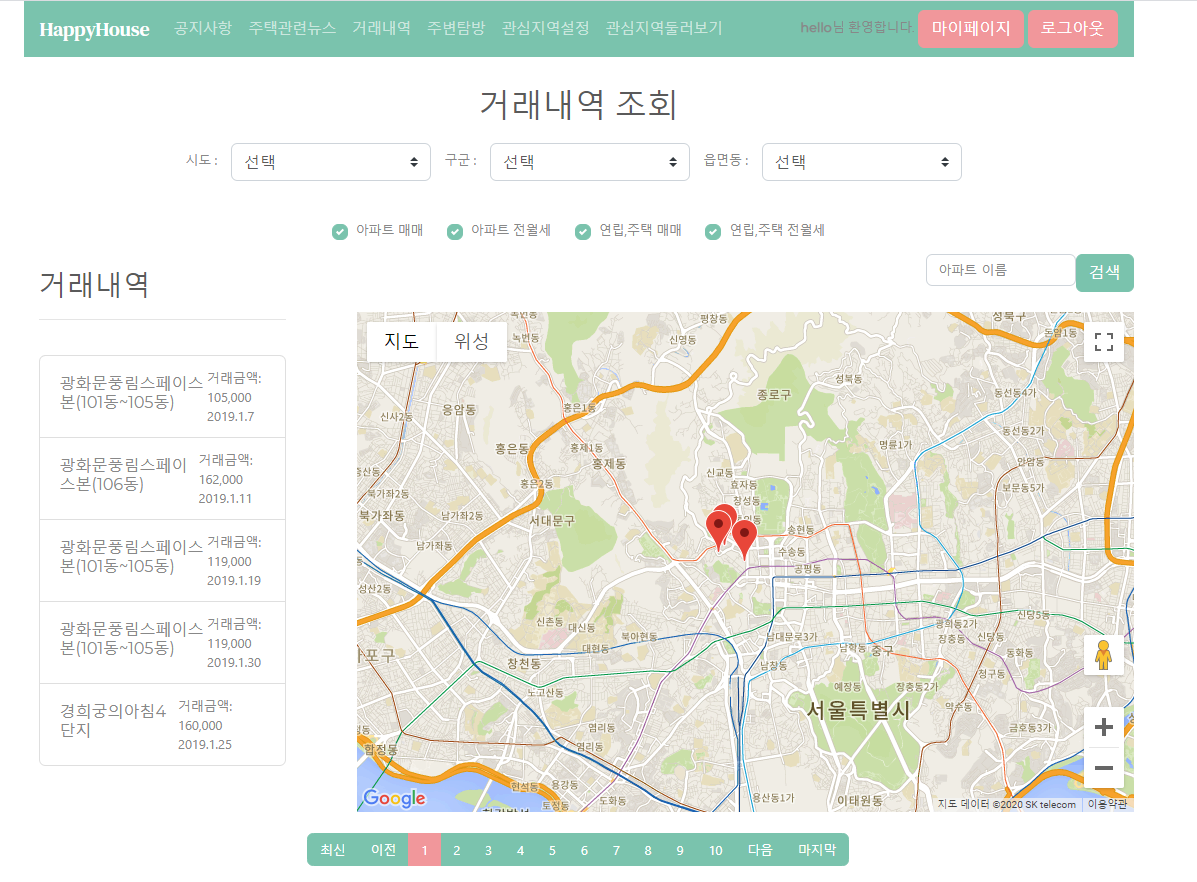 HappyHouse 공지사항 주택관련뉴스 거래내역 주변탐방 관심지역설정 관심지역둘러보기 hello님 환영합니다. 마이페이지 로그아웃
거래내역 조회
시도 : 선택 구군 : 선택 읍면동 : 선택
아파트 매매 아파트 전월세 연립,주택 매매 연립,주택 전월세
거래내역
아파트 이름 검색
광화문풍림스페이스
본(101동~105동)
거래금액:
105,000
2019.1.7
광화문풍림스페이
스본(106동)
거래금액:
162,000
2019.1.11
광화문풍림스페이스
본(101동~105동)
거래금액:
119,000
2019.1.19
광화문풍림스페이스
본(101동~105동)
거래금액:
119,000
2019.1.30
경희궁의아침4
단지
거래금액:
160,000
2019.1.25
지도 위성
평창동
성북구
녹번동
신영동
돈암1동
성북동
종로구
동선동4가
응암동
홍은1동
신사2동
동선동2가
명륜1가
홍은동
홍제1동
홍제동
안암동
신교동
홍은2동
효자동
보문동5가
북가좌2동
창성동
북가좌동
남가좌2동
서대문구
송현동
남가좌동
수송동
공평동
성산2동
신촌동
대신동
북아현동
남대문로3가
신당5동
광희동2가
장충동
신당동
대현동
남학동
중구
마포구
창천동
남창동
동화동
청구동
노고산동
예장동
장충동2가
약수동
서울특별시
염리동
금호동3가
염리동
합정동
현석동
용강동
토정동
도화동
용산동1가
이태원동
Google
지도 데이터 ©2020 SK telecom 이용약관
최신 이전 1 2 3 4 5 6 7 8 9 10 다음 마지막